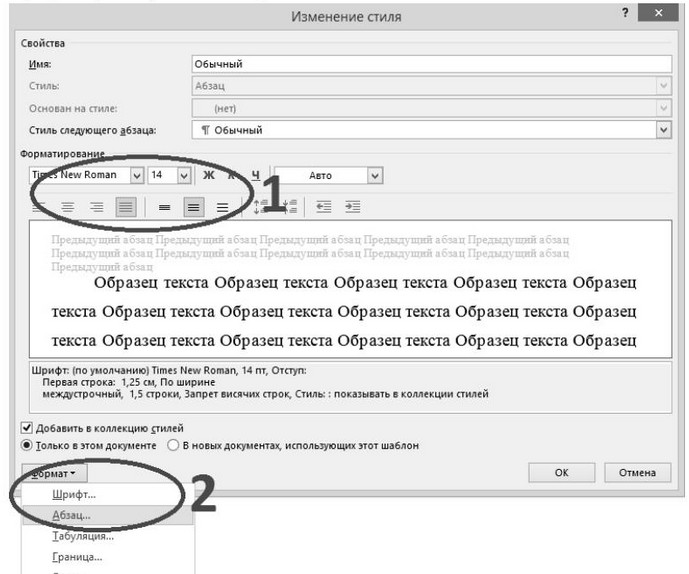 Изменение стиля
? ×
Свойства
Имя: Обычный
Стиль: Абзац
Основан на стиле: (нет)
Стиль следующего абзаца: ¶ Обычный
Форматирование
Times New Roman 14 Ж К Ч Авто
1
Предыдущий абзац Предыдущий абзац Предыдущий абзац Предыдущий абзац Предыдущий абзац
Предыдущий абзац Предыдущий абзац Предыдущий абзац Предыдущий абзац Предыдущий абзац
Предыдущий абзац
Образец текста Образец текста Образец текста Образец текста Образец
текста Образец текста Образец текста Образец текста Образец текста Образец
текста Образец текста Образец текста Образец текста Образец текста Образец
Шрифт: (по умолчанию) Times New Roman, 14 пт, Отступ:
Первая строка: 1,25 см, По ширине
междустрочный, 1,5 строки, Запрет висячих строк, Стиль: : показывать в коллекции стилей
Добавить в коллекцию стилей
Только в этом документе В новых документах, использующих этот шаблон
Формат ОК Отмена
2
Шрифт...
Абзац...
Табуляция...
Граница...